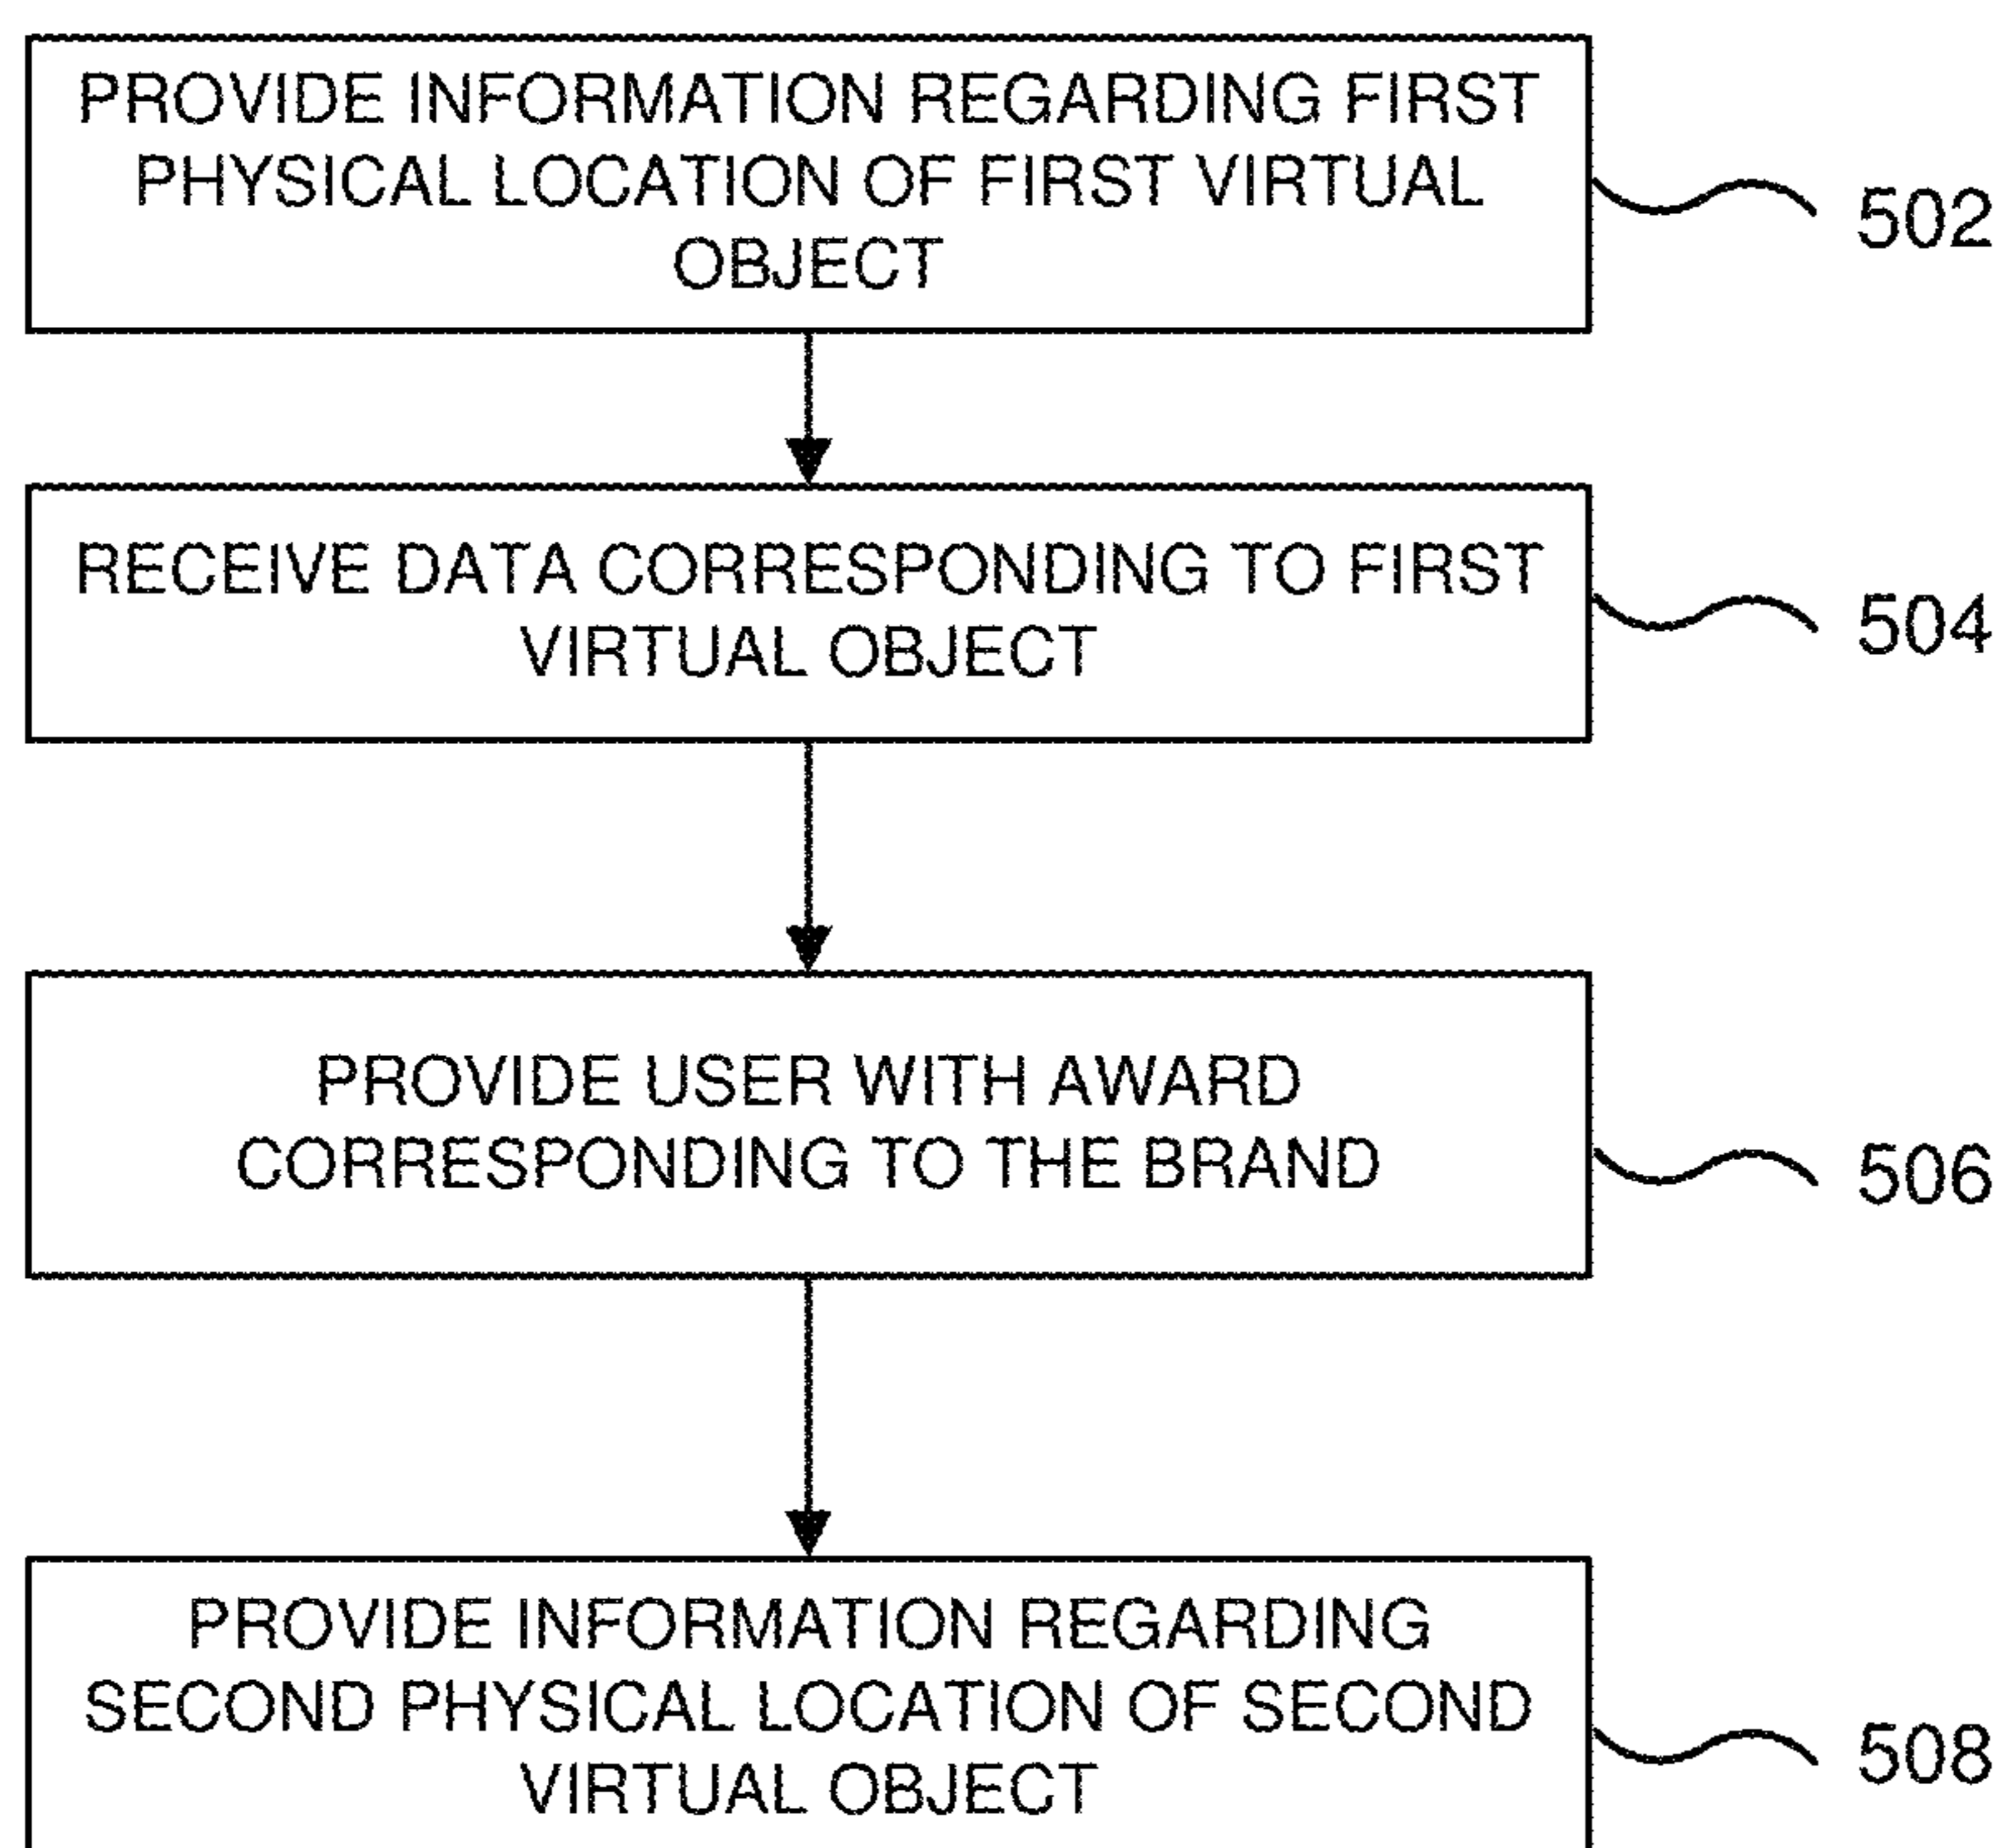 PROVIDE INFORMATION REGARDING FIRST
PHYSICAL LOCATION OF FIRST VIRTUAL
OBJECT
502
RECEIVE DATA CORRESPONDING TO FIRST
VIRTUAL OBJECT
504
PROVIDE USER WITH AWARD
CORRESPONDING TO THE BRAND
506
PROVIDE INFORMATION REGARDING
SECOND PHYSICAL LOCATION OF SECOND
VIRTUAL OBJECT
508